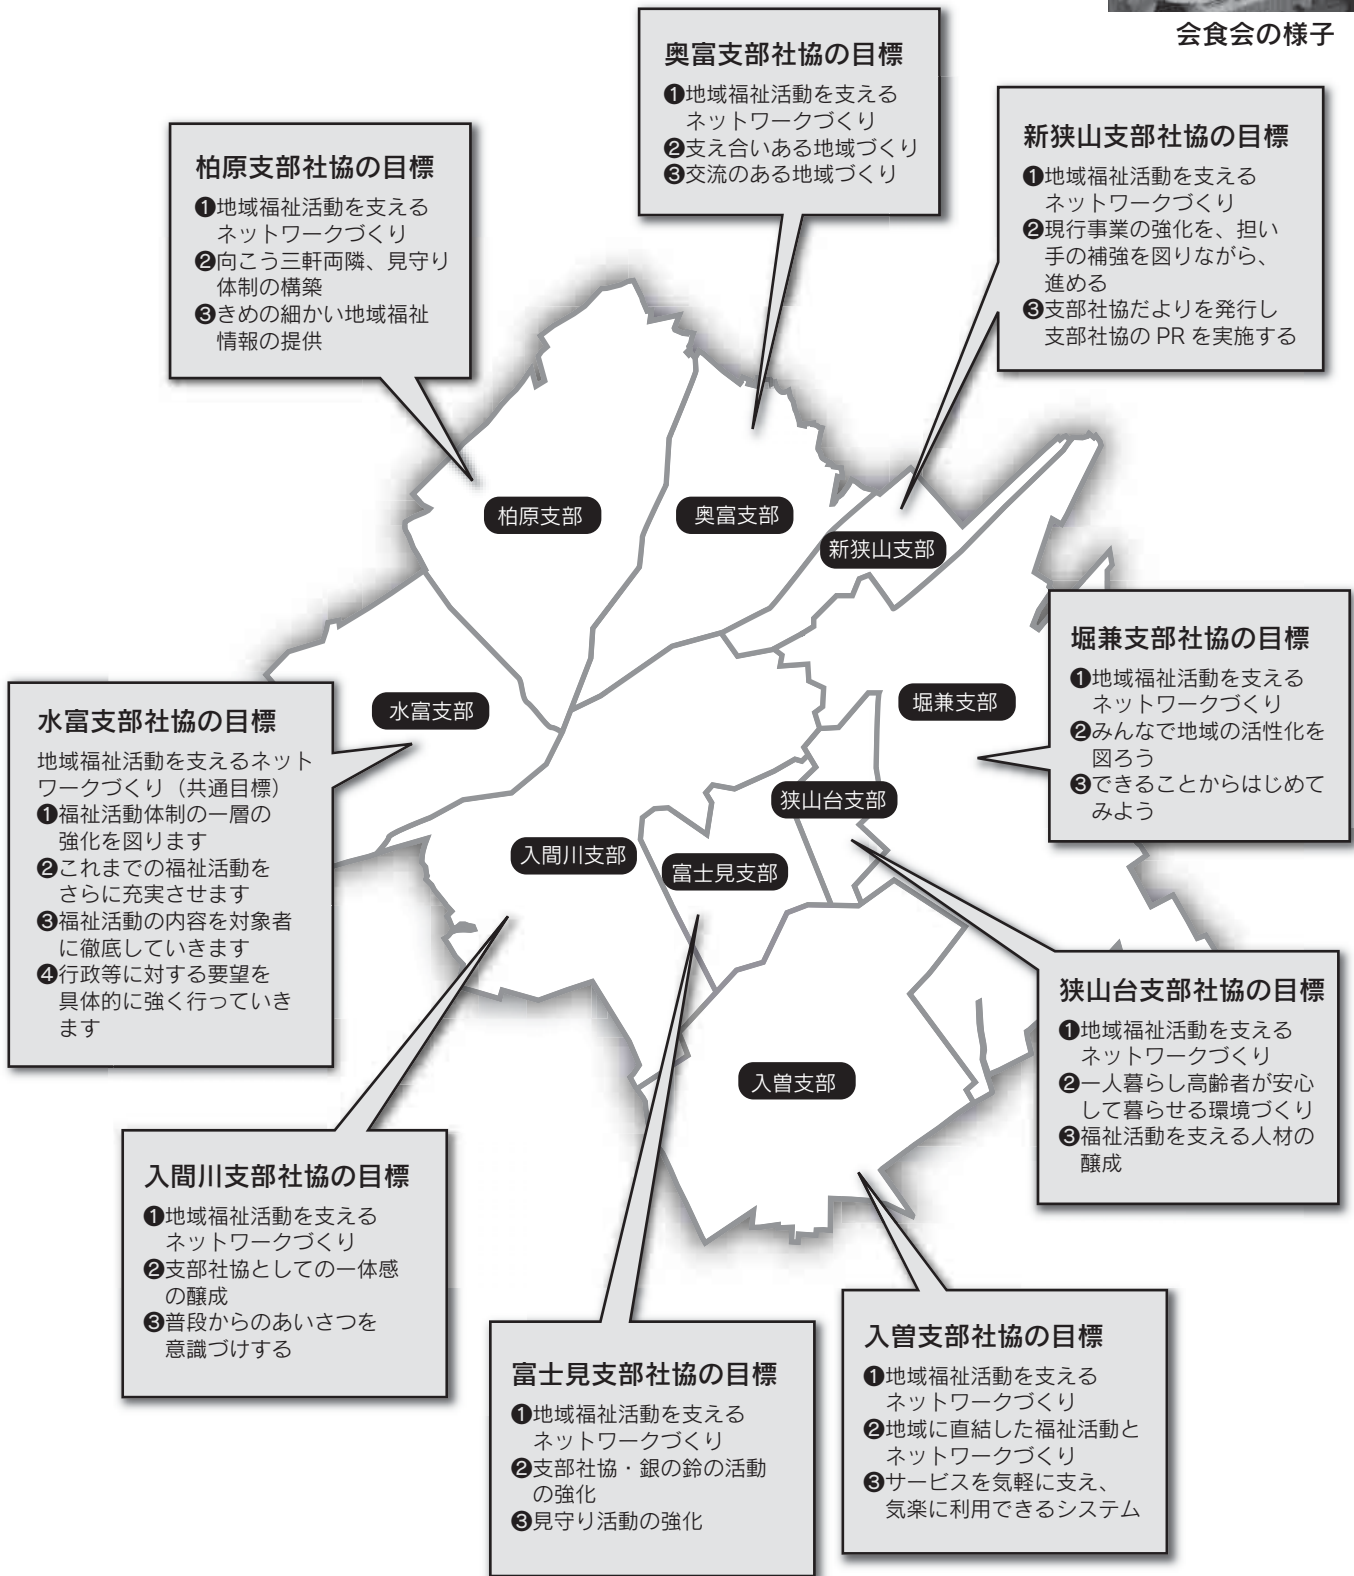 会食会の様子
奥富支部社協の目標
❶地域福祉活動を支える
ネットワークづくり
❷支え合いある地域づくり
❸交流のある地域づくり
新狭山支部社協の目標
❶地域福祉活動を支える
ネットワークづくり
❷現行事業の強化を、担い
手の補強を図りながら、
進める
❸支部社協だよりを発行し
支部社協の PR を実施する
柏原支部社協の目標
❶地域福祉活動を支える
ネットワークづくり
❷向こう三軒両隣、見守り
体制の構築
❸きめの細かい地域福祉
情報の提供
柏原支部
奥富支部
新狭山支部
堀兼支部社協の目標
❶地域福祉活動を支える
ネットワークづくり
❷みんなで地域の活性化を
図ろう
❸できることからはじめて
みよう
水富支部
堀兼支部
水富支部社協の目標
地域福祉活動を支えるネット
ワークづくり（共通目標）
❶福祉活動体制の一層の
強化を図ります
❷これまでの福祉活動を
さらに充実させます
❸福祉活動の内容を対象者
に徹底していきます
❹行政等に対する要望を
具体的に強く行っていき
ます
狭山台支部
入間川支部
富士見支部
狭山台支部社協の目標
❶地域福祉活動を支える
ネットワークづくり
❷一人暮らし高齢者が安心
して暮らせる環境づくり
❸福祉活動を支える人材の
醸成
入曽支部
入間川支部社協の目標
❶地域福祉活動を支える
ネットワークづくり
❷支部社協としての一体感
の醸成
❸普段からのあいさつを
意識づけする
富士見支部社協の目標
❶地域福祉活動を支える
ネットワークづくり
❷支部社協・銀の鈴の活動
の強化
❸見守り活動の強化
入曽支部社協の目標
❶地域福祉活動を支える
ネットワークづくり
❷地域に直結した福祉活動と
ネットワークづくり
❸サービスを気軽に支え、
気楽に利用できるシステム